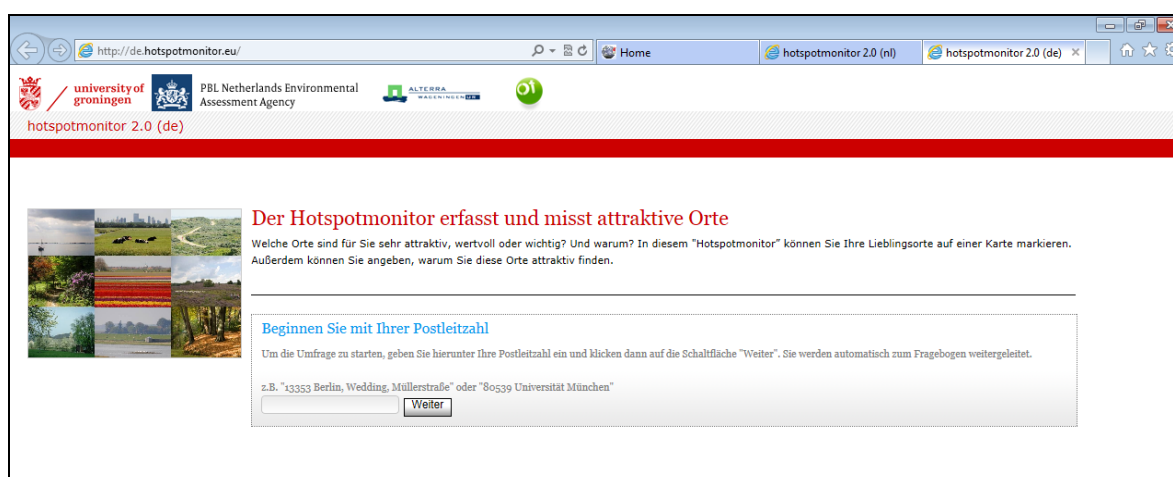 http://de.hotspotmonitor.eu/
Home
hotspotmonitor 2.0 (nl)
hotspotmonitor 2.0 (de)
university of
groningen
PBL Netherlands Environmental
Assessment Agency
ALTERRA
WAGENINGEN UR
hotspotmonitor 2.0 (de)
Der Hotspotmonitor erfasst und misst attraktive Orte
Welche Orte sind für Sie sehr attraktiv, wertvoll oder wichtig? Und warum? In diesem "Hotspotmonitor" können Sie Ihre Lieblingsorte auf einer Karte markieren.
Außerdem können Sie angeben, warum Sie diese Orte attraktiv finden.
Beginnen Sie mit Ihrer Postleitzahl
Um die Umfrage zu starten, geben Sie hierunter Ihre Postleitzahl ein und klicken dann auf die Schaltfläche "Weiter". Sie werden automatisch zum Fragebogen weitergeleitet.
z.B. "13353 Berlin, Wedding, Müllerstraße" oder "80539 Universität München"
Weiter